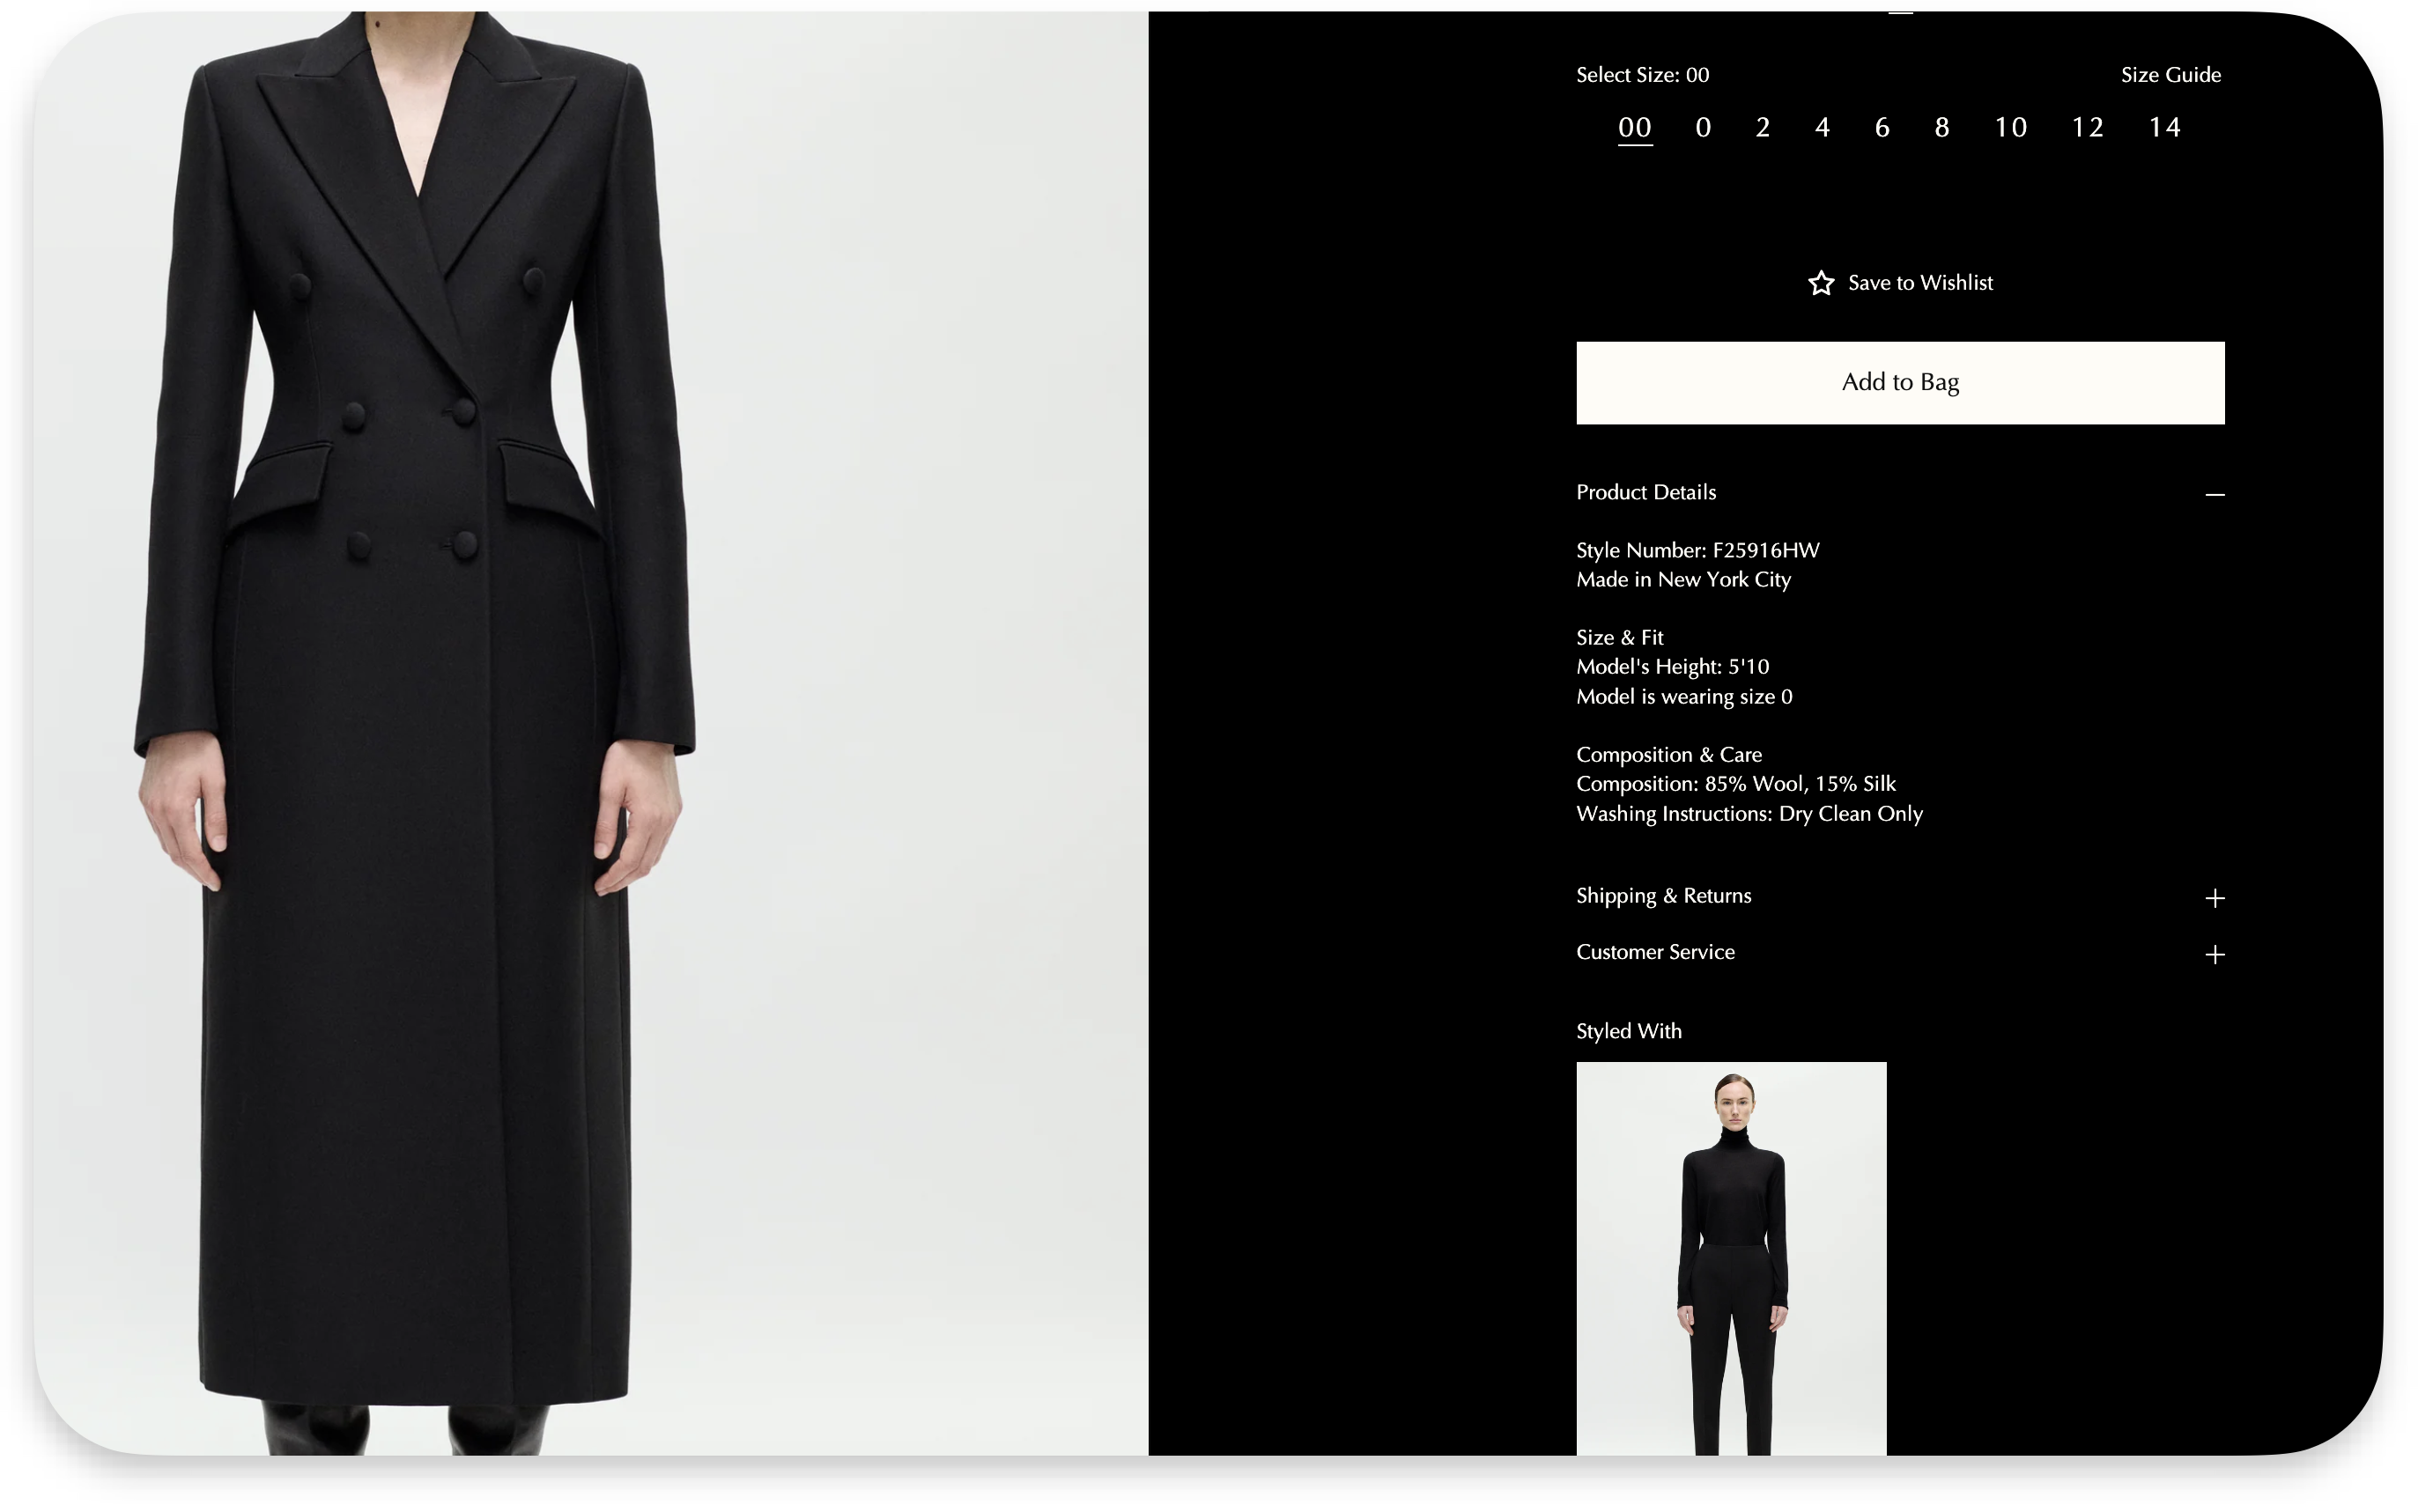 Select Size: 00
Size Guide
00 0 2 4 6 8 10 12 14
Save to Wishlist
Add to Bag
Product Details
Style Number: F25916HW
Made in New York City
Size & Fit
Model's Height: 5'10
Model is wearing size 0
Composition & Care
Composition: 85% Wool, 15% Silk
Washing Instructions: Dry Clean Only
Shipping & Returns
Customer Service
Styled With